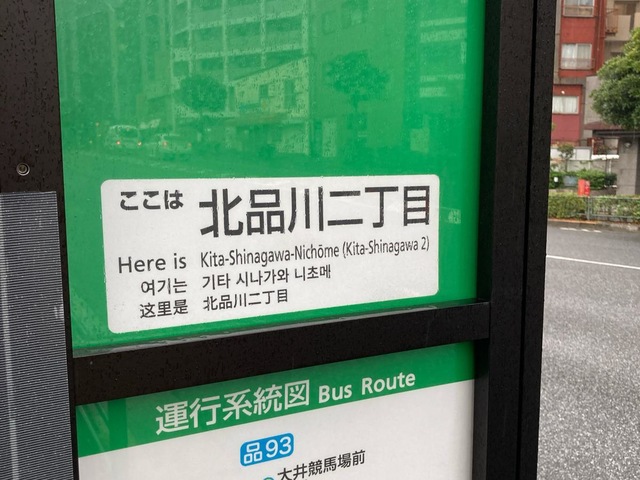 ここは 北品川二丁目
Here is Kita-Shinagawa-Nichōme (Kita-Shinagawa 2)
여기는 기타 시나가와 니초메
这里是 北品川二丁目
運行系統図 Bus Route
品93
大井競馬場前